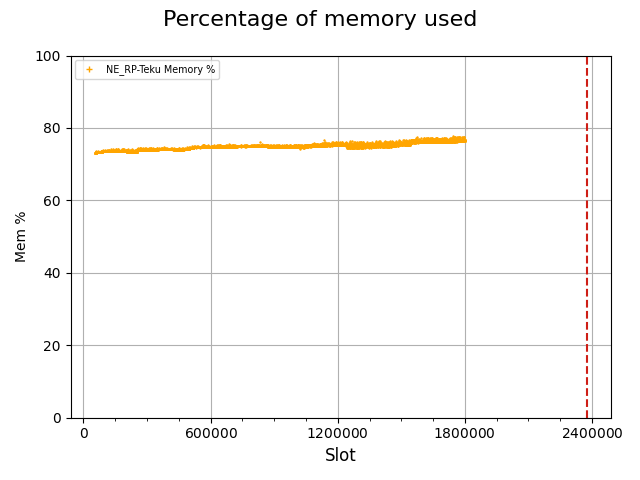 Percentage of memory used
NE_RP-Teku Memory %
100
80
60
40
20
0
Mem %
0 600000 1200000 1800000 2400000
Slot